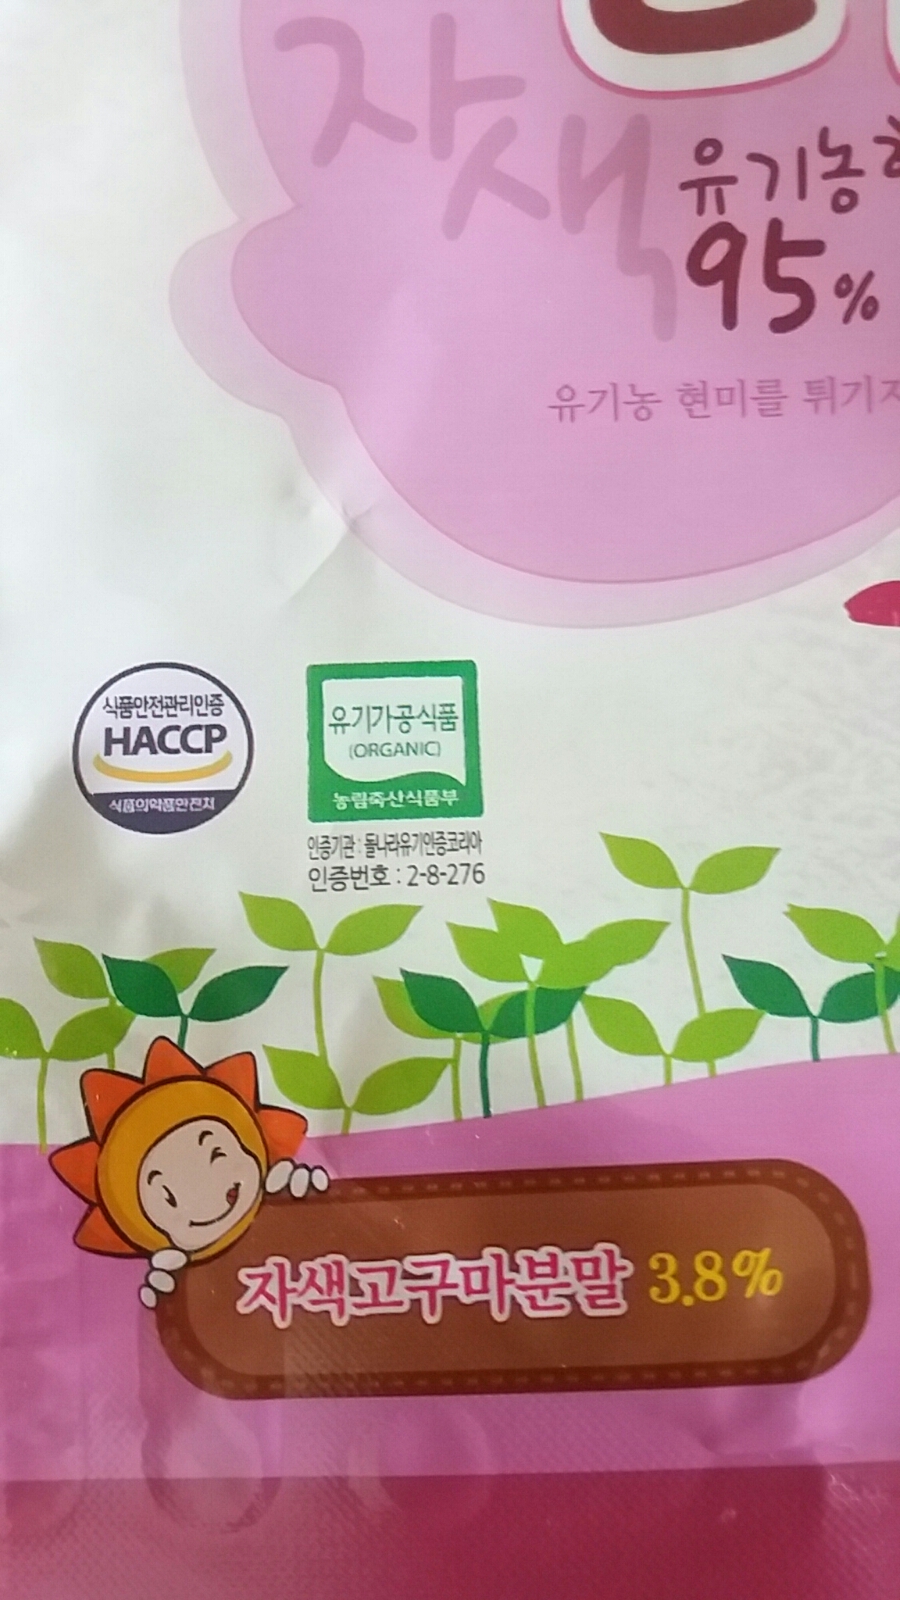 자색
유기농
95%
유기농 현미를 튀기지
식품안전관리인증
HACCP
식품의약품안전처
유기가공식품
(ORGANIC)
농림축산식품부
인증기관 : 돌나라유기인증코리아
인증번호 : 2-8-276
자색고구마분말 3.8%